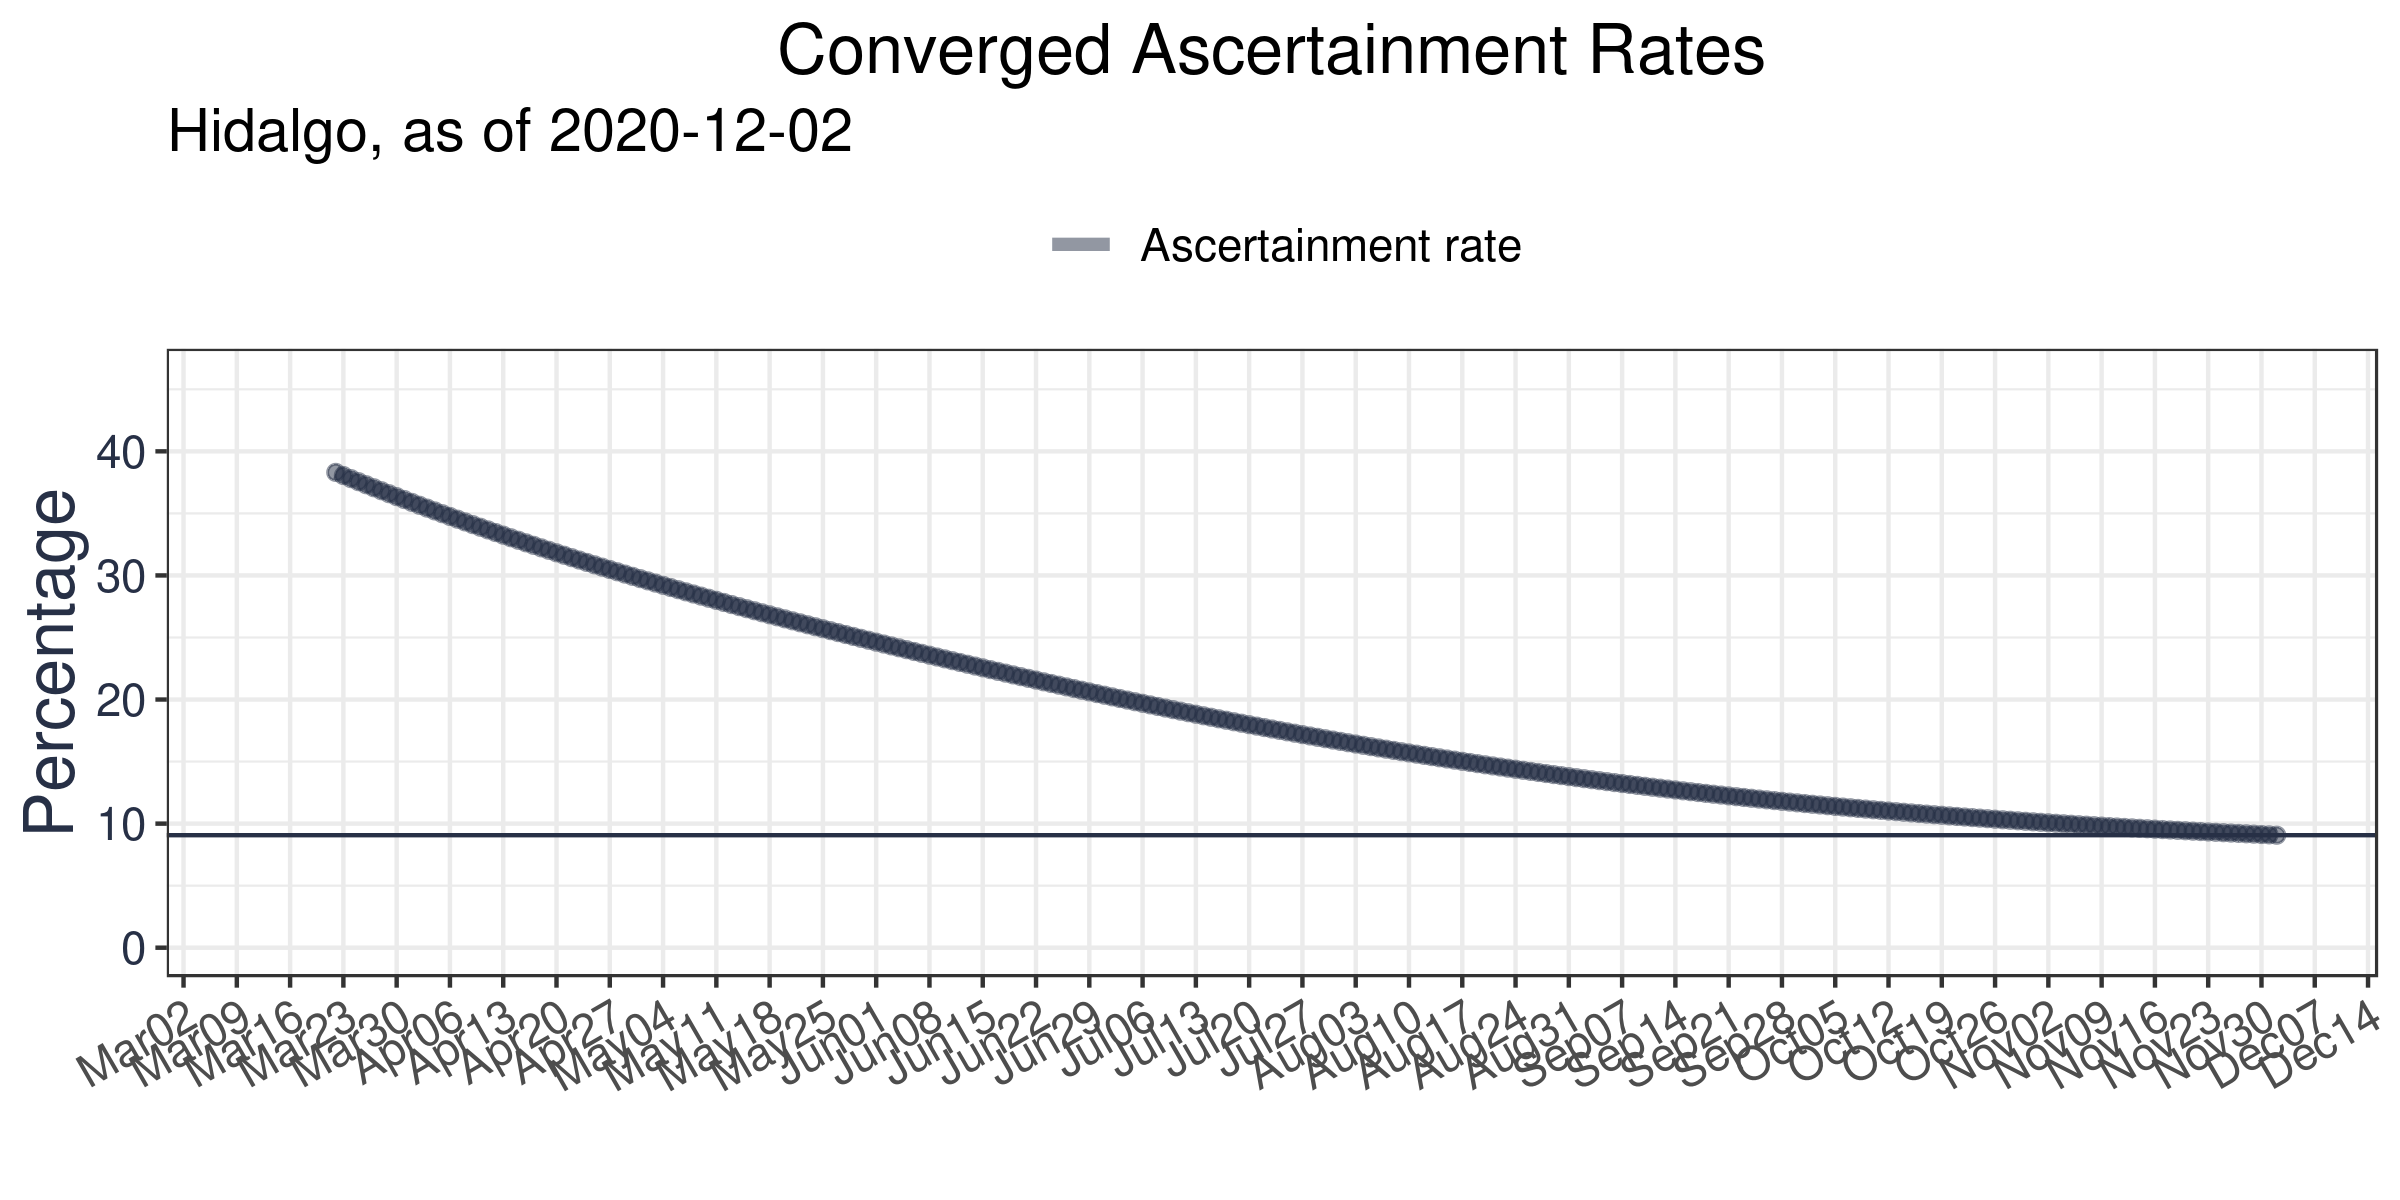 Converged Ascertainment Rates
Hidalgo, as of 2020-12-02
Ascertainment rate
Percentage
40
30
20
10
0
Mar02 Mar09 Mar16 Mar23 Mar30 Apr06 Apr13 Apr20 Apr27 May04 May11 May18 May25 Jun01 Jun08 Jun15 Jun22 Jun29 Jul06 Jul13 Jul20 Jul27 Aug03 Aug10 Aug17 Aug24 Aug31 Sep07 Sep14 Sep21 Sep28 Oct05 Oct12 Oct19 Oct26 Nov02 Nov09 Nov16 Nov23 Nov30 Dec07 Dec14